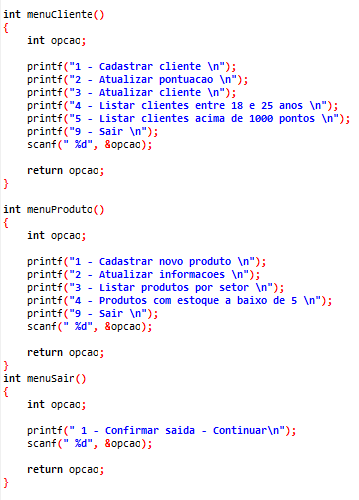 int menuCliente()
{
    int opcao;

    printf("1 - Cadastrar cliente \n");
    printf("2 - Atualizar pontuacao \n");
    printf("3 - Atualizar cliente \n");
    printf("4 - Listar clientes entre 18 e 25 anos \n");
    printf("5 - Listar clientes acima de 1000 pontos \n");
    printf("9 - Sair \n");
    scanf(" %d", &opcao);

    return opcao;
}

int menuProduto()
{
    int opcao;

    printf("1 - Cadastrar novo produto \n");
    printf("2 - Atualizar informacoes \n");
    printf("3 - Listar produtos por setor \n");
    printf("4 - Produtos com estoque a baixo de 5 \n");
    printf("9 - Sair \n");
    scanf(" %d", &opcao);

    return opcao;
}
int menuSair()
{
    int opcao;

    printf(" 1 - Confirmar saida - Continuar\n");
    scanf(" %d", &opcao);

    return opcao;
}